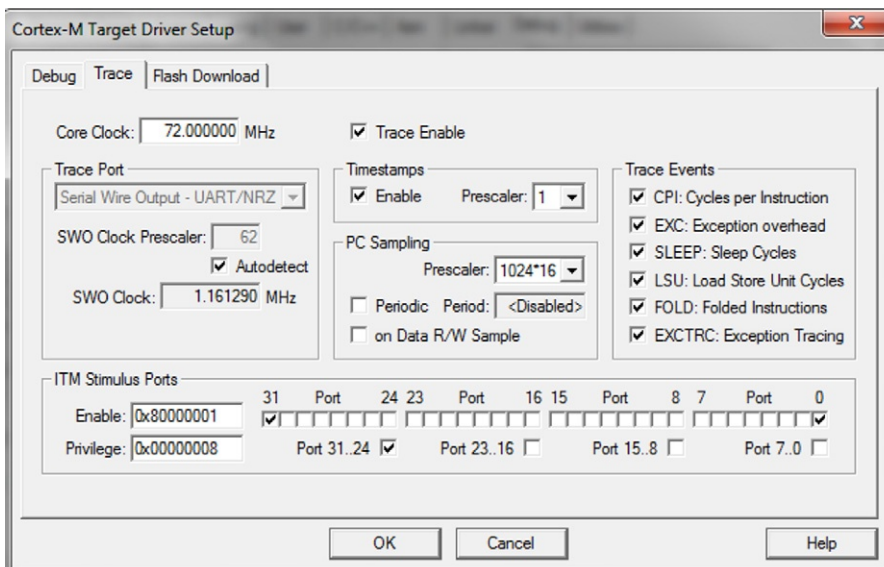 Cortex-M Target Driver Setup
Debug Trace Flash Download
Core Clock: 72.000000 MHz Trace Enable
Trace Port
Serial Wire Output - UART/NRZ
SWO Clock Prescaler: 62
Autodetect
SWO Clock: 1.161290 MHz
Timestamps
Enable Prescaler: 1
PC Sampling
Prescaler: 1024*16
Periodic Period: <Disabled>
on Data R/W Sample
Trace Events
CPI: Cycles per Instruction
EXC: Exception overhead
SLEEP: Sleep Cycles
LSU: Load Store Unit Cycles
FOLD: Folded Instructions
EXCTRC: Exception Tracing
ITM Stimulus Ports
31 Port 24 23 Port 16 15 Port 8 7 Port 0
Enable: 0x80000001
Privilege: 0x00000008 Port 31..24 Port 23..16 Port 15..8 Port 7..0
OK Cancel Help